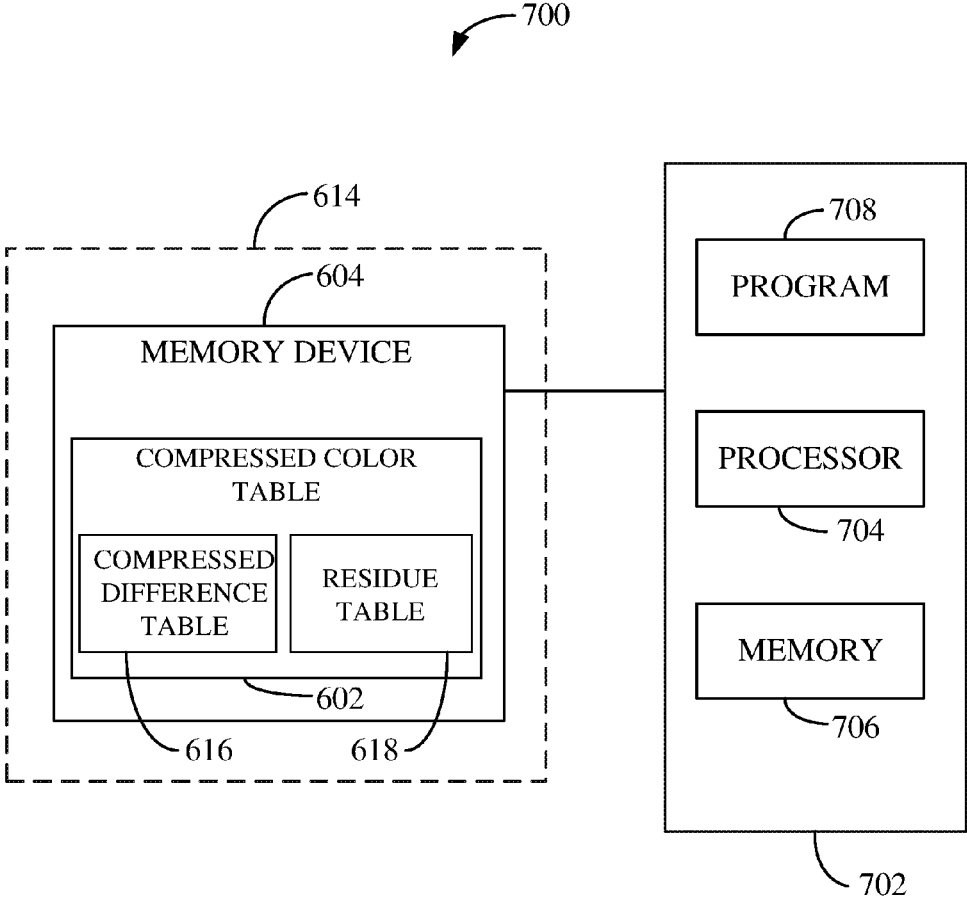 700
614
604
MEMORY DEVICE
COMPRESSED COLOR
TABLE
COMPRESSED
DIFFERENCE
TABLE
RESIDUE
TABLE
602
616
618
708
PROGRAM
PROCESSOR
704
MEMORY
706
702